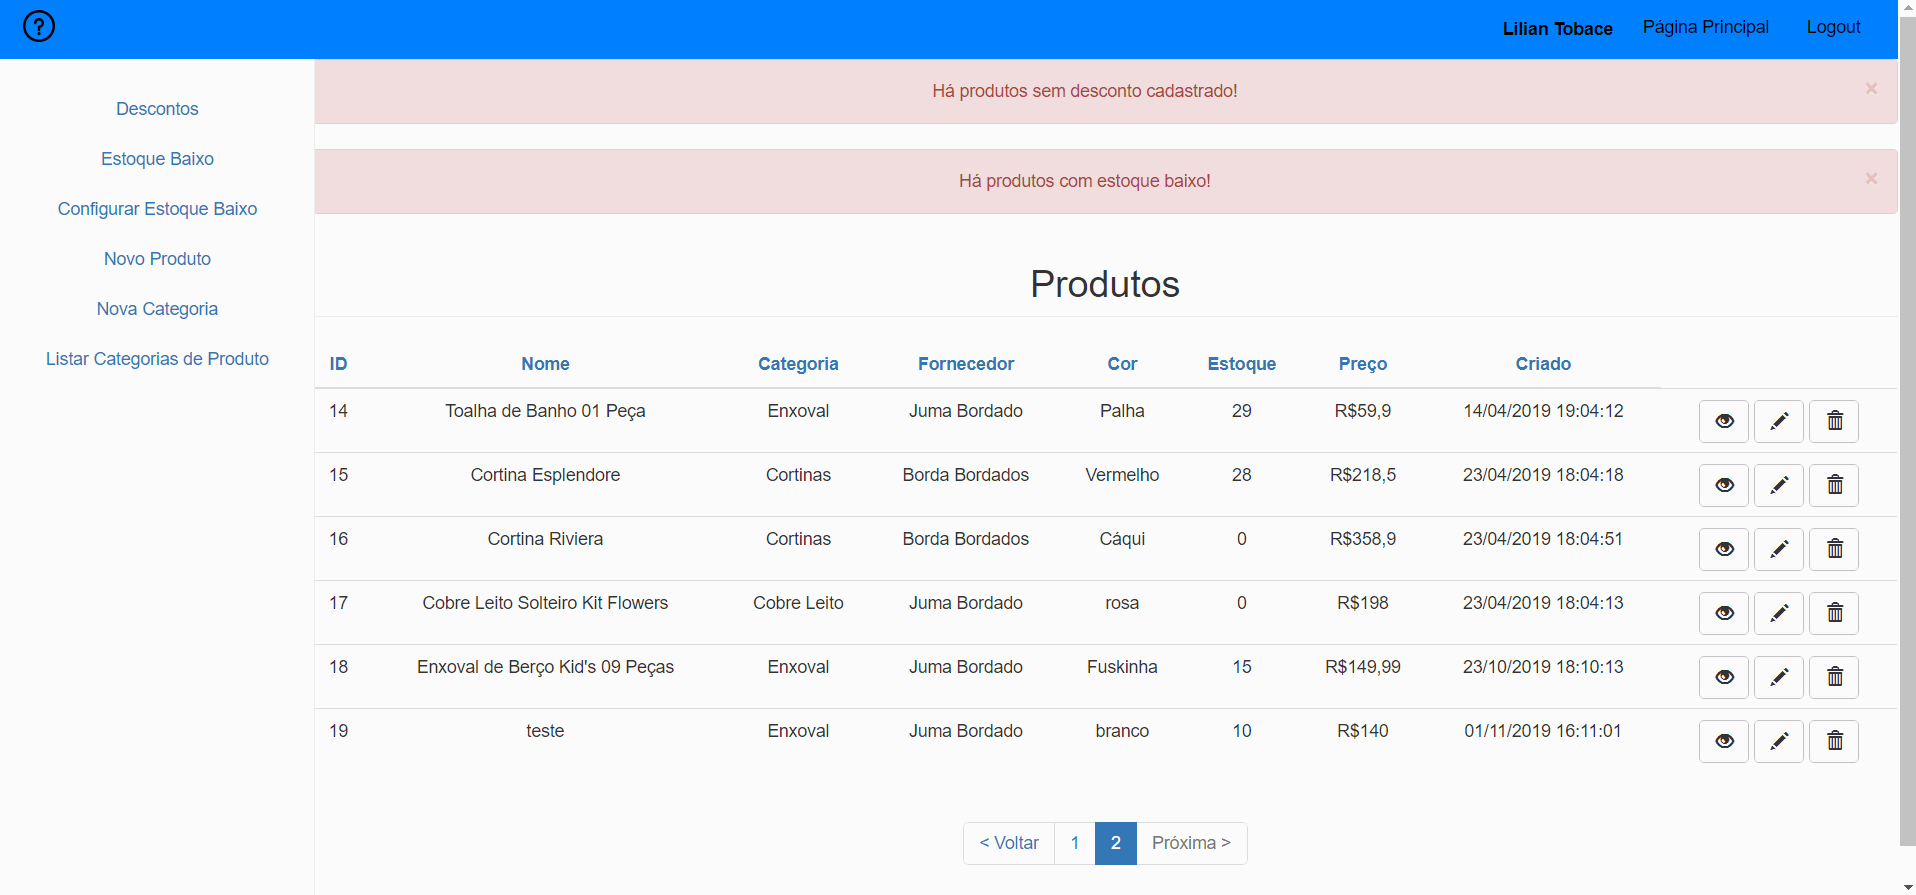 ?
Lilian Tobace Página Principal Logout
Descontos
Estoque Baixo
Configurar Estoque Baixo
Novo Produto
Nova Categoria
Listar Categorias de Produto
Há produtos sem desconto cadastrado! ×
Há produtos com estoque baixo! ×
Produtos
ID Nome Categoria Fornecedor Cor Estoque Preço Criado
14 Toalha de Banho 01 Peça Enxoval Juma Bordado Palha 29 R$59,9 14/04/2019 19:04:12
15 Cortina Esplendore Cortinas Borda Bordados Vermelho 28 R$218,5 23/04/2019 18:04:18
16 Cortina Riviera Cortinas Borda Bordados Cáqui 0 R$358,9 23/04/2019 18:04:51
17 Cobre Leito Solteiro Kit Flowers Cobre Leito Juma Bordado rosa 0 R$198 23/04/2019 18:04:13
18 Enxoval de Berço Kid's 09 Peças Enxoval Juma Bordado Fuskinha 15 R$149,99 23/10/2019 18:10:13
19 teste Enxoval Juma Bordado branco 10 R$140 01/11/2019 16:11:01
< Voltar 1 2 Próxima >